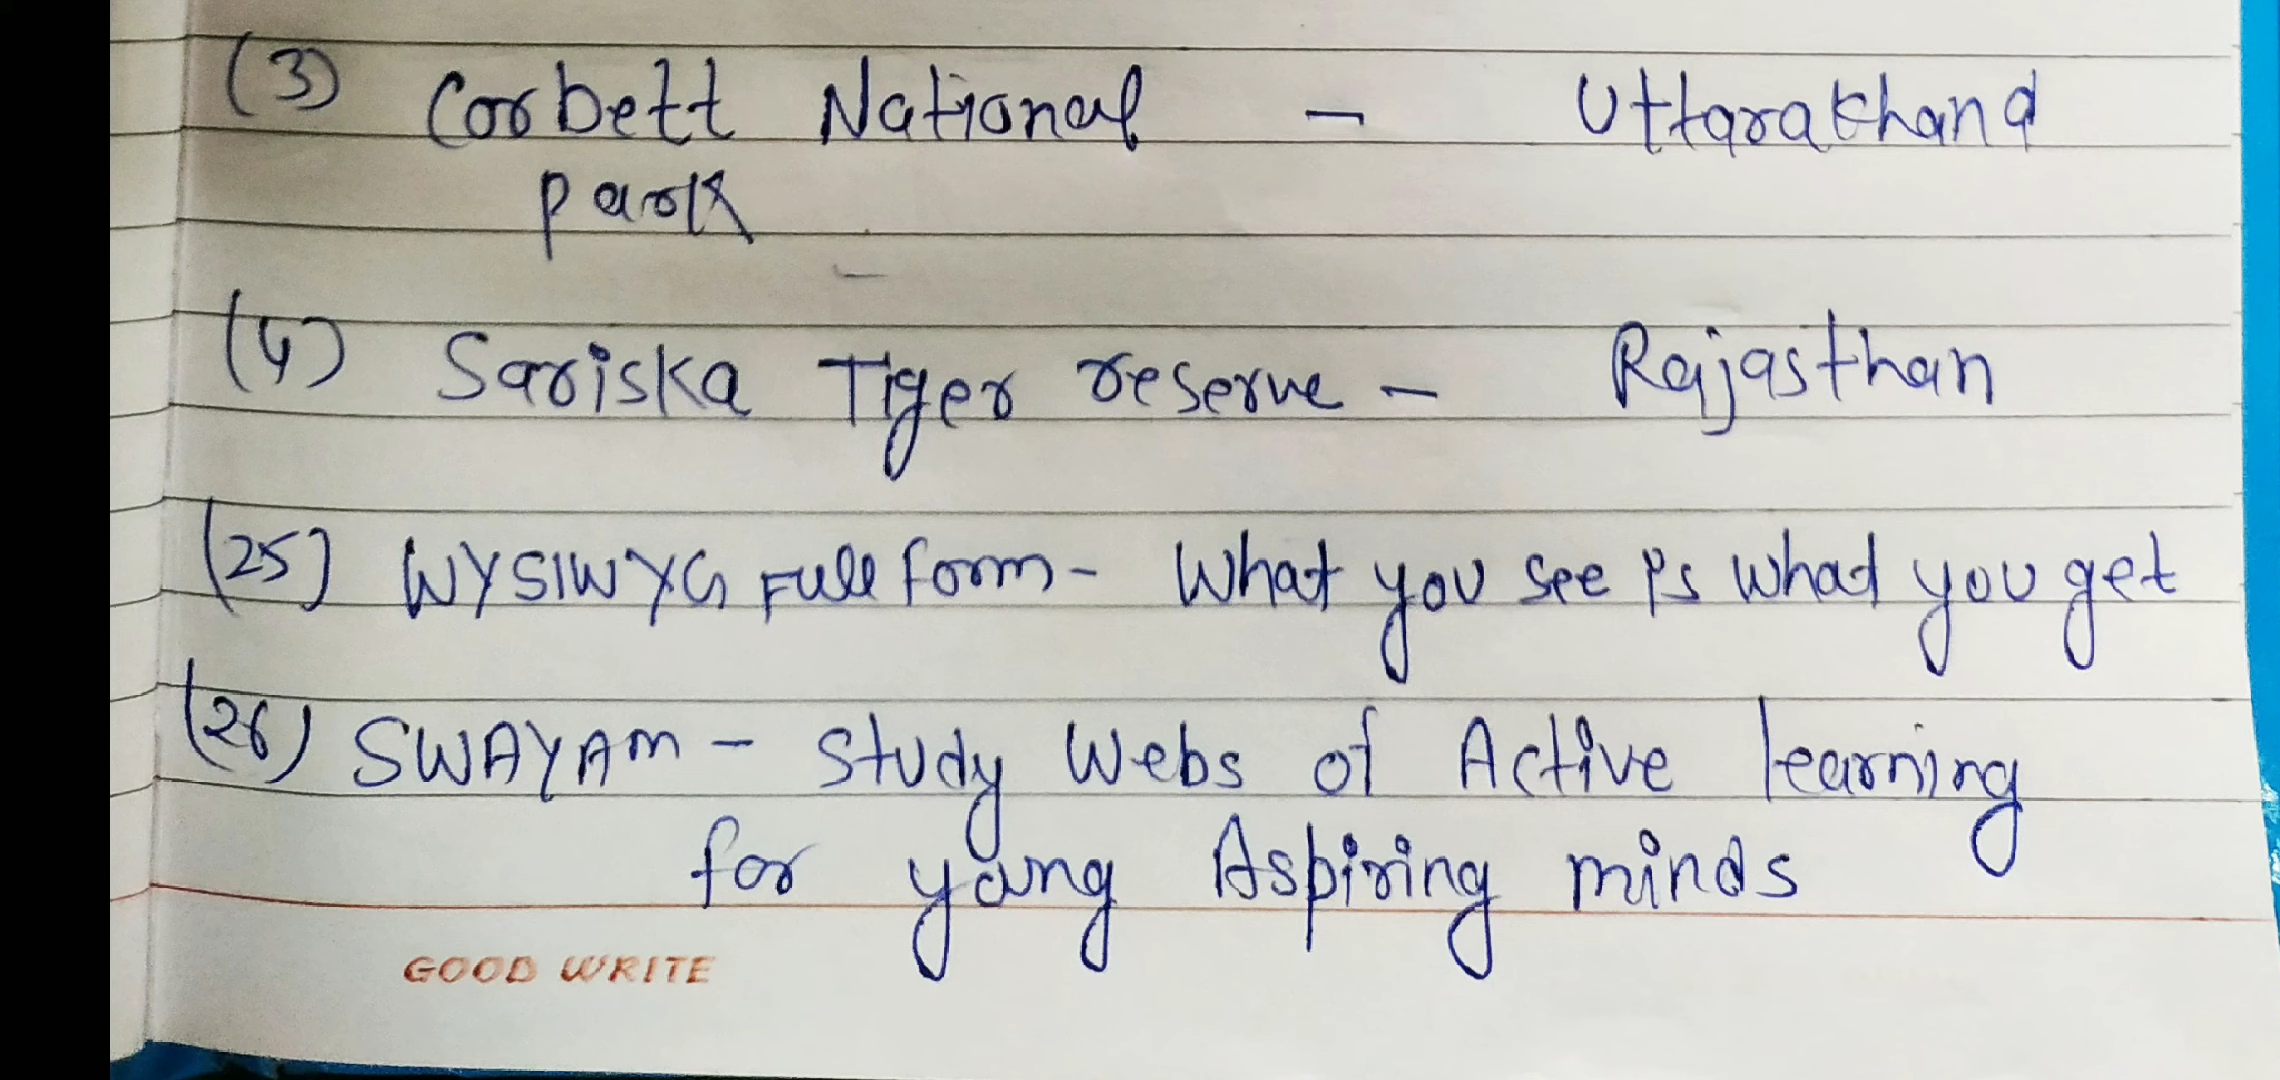 (3) Corbett National - Uttarakhand
park
(4) Sariska Tiger reserve - Rajasthan
(25) WYSIWYG Full form - What you see is what you get
(26) SWAYAM - Study Webs of Active learning
for yang Aspiring minds
GOOD WRITE